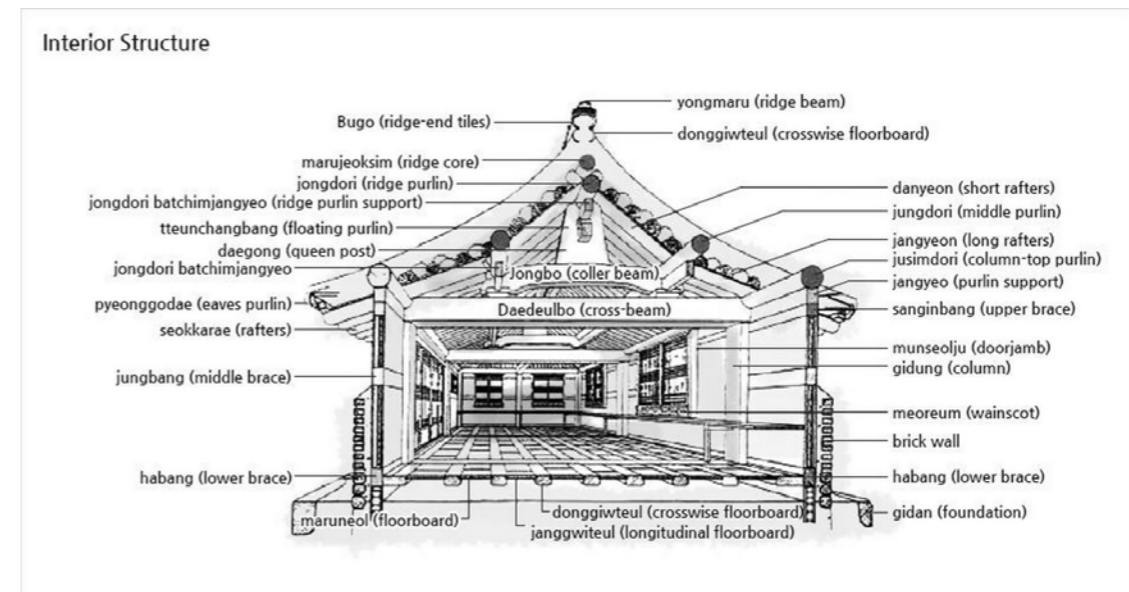 Interior Structure
yongmaru (ridge beam)
Bugo (ridge-end tiles)
donggiwteul (crosswise floorboard)
marujeoksim (ridge core)
jongdori (ridge purlin)
jongdori batchimjangyeo (ridge purlin support)
tteunchangbang (floating purlin)
daegong (queen post)
jongdori batchimjangyeo
pyeonggodae (eaves purlin)
seokkarae (rafters)
jungbang (middle brace)
habang (lower brace)
danyeon (short rafters)
jungdori (middle purlin)
jangyeon (long rafters)
jusimdori (column-top purlin)
jangyeo (purlin support)
sanginbang (upper brace)
munseolju (doorjamb)
gidung (column)
meoreum (wainscot)
brick wall
habang (lower brace)
gidan (foundation)
Jongbo (coller beam)
Daedeulbo (cross-beam)
maruneol (floorboard)
donggiwteul (crosswise floorboard)
janggwiteul (longitudinal floorboard)